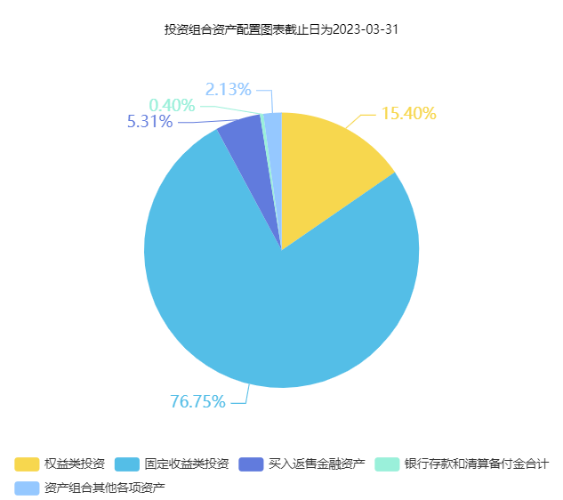 投资组合资产配置图表截止日为2023-03-31
2.13%
0.40%
15.40%
5.31%
76.75%
权益类投资 固定收益类投资 买入返售金融资产 银行存款和清算备付金合计
资产组合其他各项资产